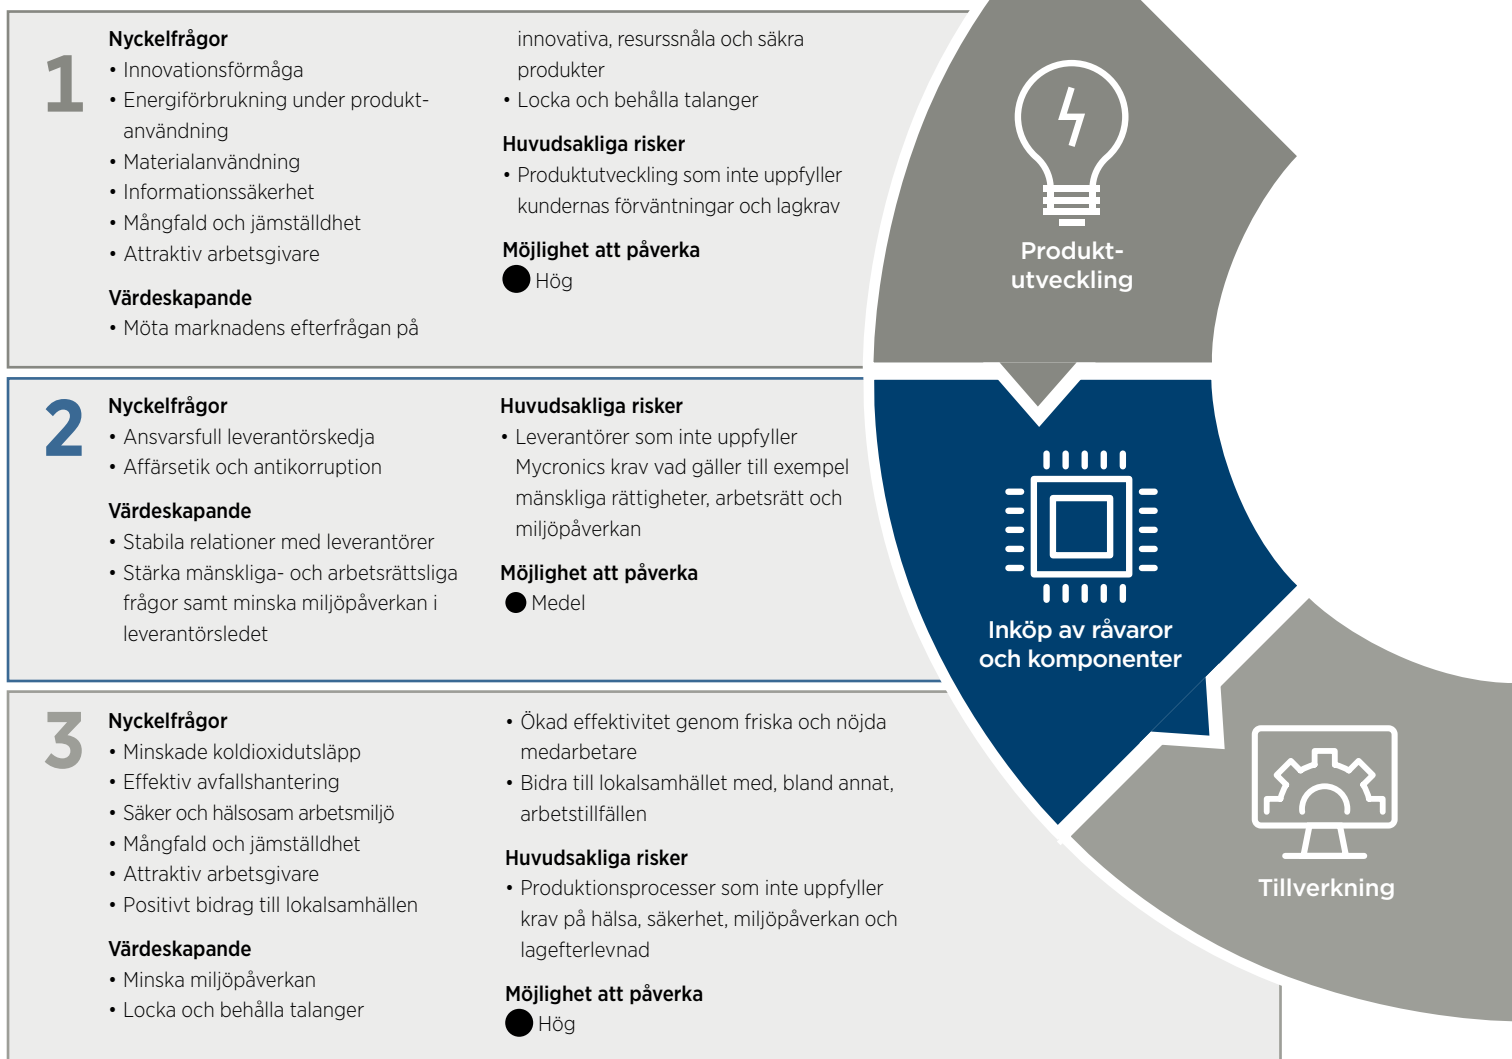 1
Nyckelfrågor
• Innovationsförmåga
• Energiförbrukning under produkt-
användning
• Materialanvändning
• Informationssäkerhet
• Mångfald och jämställdhet
• Attraktiv arbetsgivare
Värdeskapande
• Möta marknadens efterfrågan på
innovativa, resurssnåla och säkra
produkter
• Locka och behålla talanger
Huvudsakliga risker
• Produktutveckling som inte uppfyller
kundernas förväntningar och lagkrav
Möjlighet att påverka
Hög
Produkt-
utveckling
2
Nyckelfrågor
• Ansvarsfull leverantörskedja
• Affärsetik och antikorruption
Värdeskapande
• Stabila relationer med leverantörer
• Stärka mänskliga- och arbetsrättsliga
frågor samt minska miljöpåverkan i
leverantörsledet
Huvudsakliga risker
• Leverantörer som inte uppfyller
Mycronics krav vad gäller till exempel
mänskliga rättigheter, arbetsrätt och
miljöpåverkan
Möjlighet att påverka
Medel
Inköp av råvaror
och komponenter
3
Nyckelfrågor
• Minskade koldioxidutsläpp
• Effektiv avfallshantering
• Säker och hälsosam arbetsmiljö
• Mångfald och jämställdhet
• Attraktiv arbetsgivare
• Positivt bidrag till lokalsamhällen
Värdeskapande
• Minska miljöpåverkan
• Locka och behålla talanger
• Ökad effektivitet genom friska och nöjda
medarbetare
• Bidra till lokalsamhället med, bland annat,
arbetstillfällen
Huvudsakliga risker
• Produktionsprocesser som inte uppfyller
krav på hälsa, säkerhet, miljöpåverkan och
lagefterlevnad
Möjlighet att påverka
Hög
Tillverkning